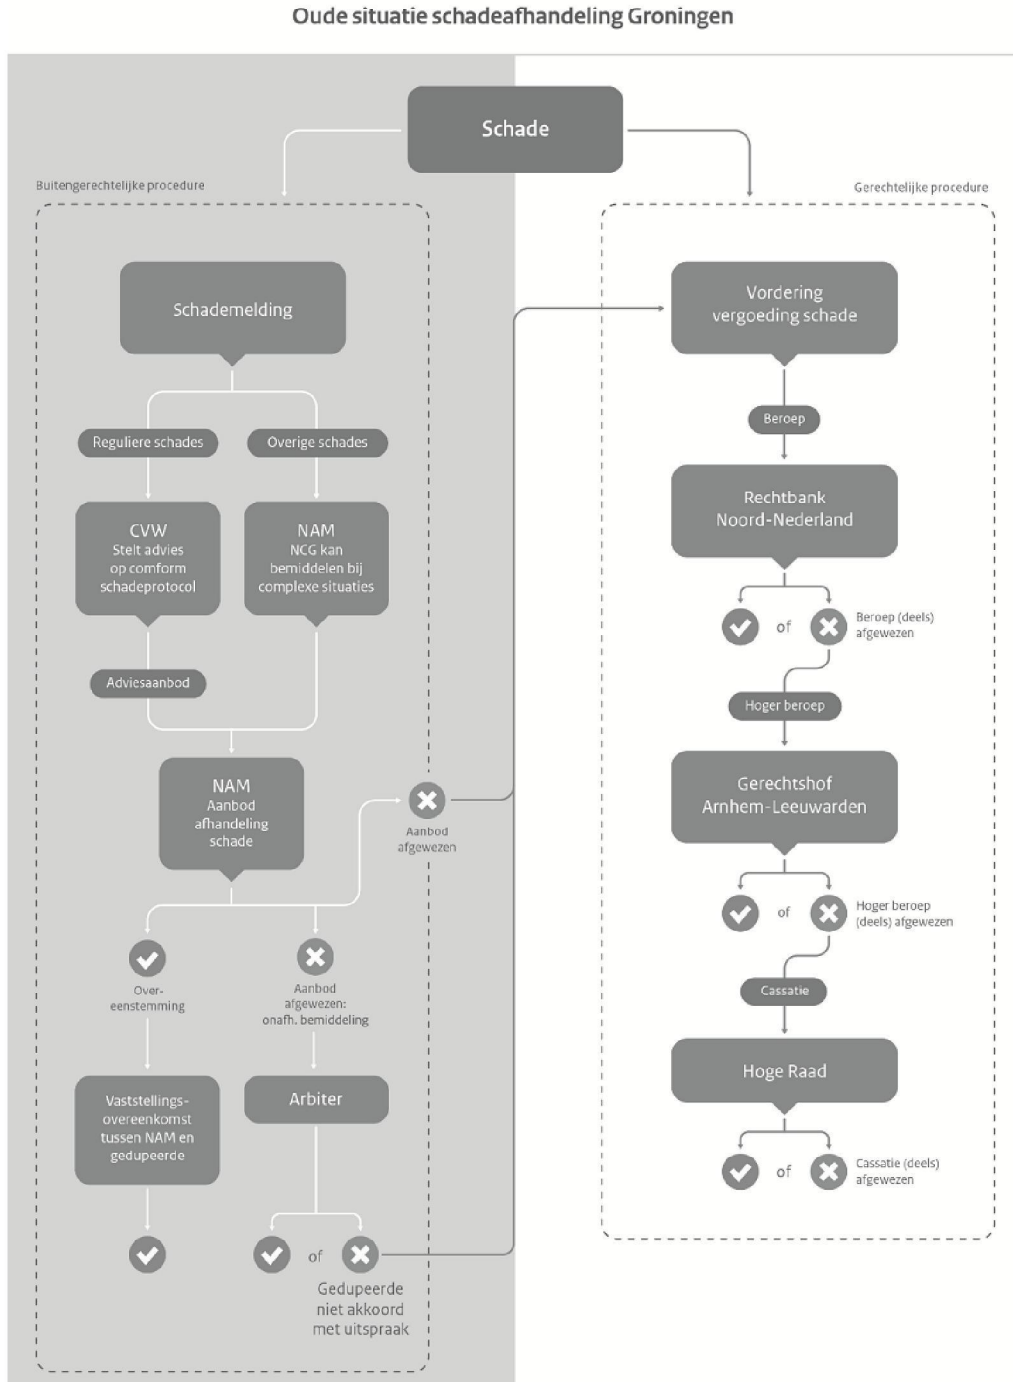 Oude situatie schadeafhandeling Groningen
Schade
Buitengerechtelijke procedure
Schademelding
Reguliere schades
Overige schades
CVW
Stelt advies
op comform
schadeprotocol
NAM
NCG kan
bemiddelen bij
complexe situaties
Adviesaanbod
NAM
Aanbod
afhandeling
schade
Aanbod
afgewezen
Over-
eenstemming
Aanbod
afgewezen:
onafh. bemiddeling
Vaststellings-
overeenkomst
tussen NAM en
gedupeerde
Arbiter
of
Gedupeerde
niet akkoord
met uitspraak
Gerechtelijke procedure
Vordering
vergoeding schade
Beroep
Rechtbank
Noord-Nederland
of
Beroep (deels)
afgewezen
Hoger beroep
Gerechtshof
Arnhem-Leeuwarden
of
Hoger beroep
(deels) afgewezen
Cassatie
Hoge Raad
of
Cassatie (deels)
afgewezen